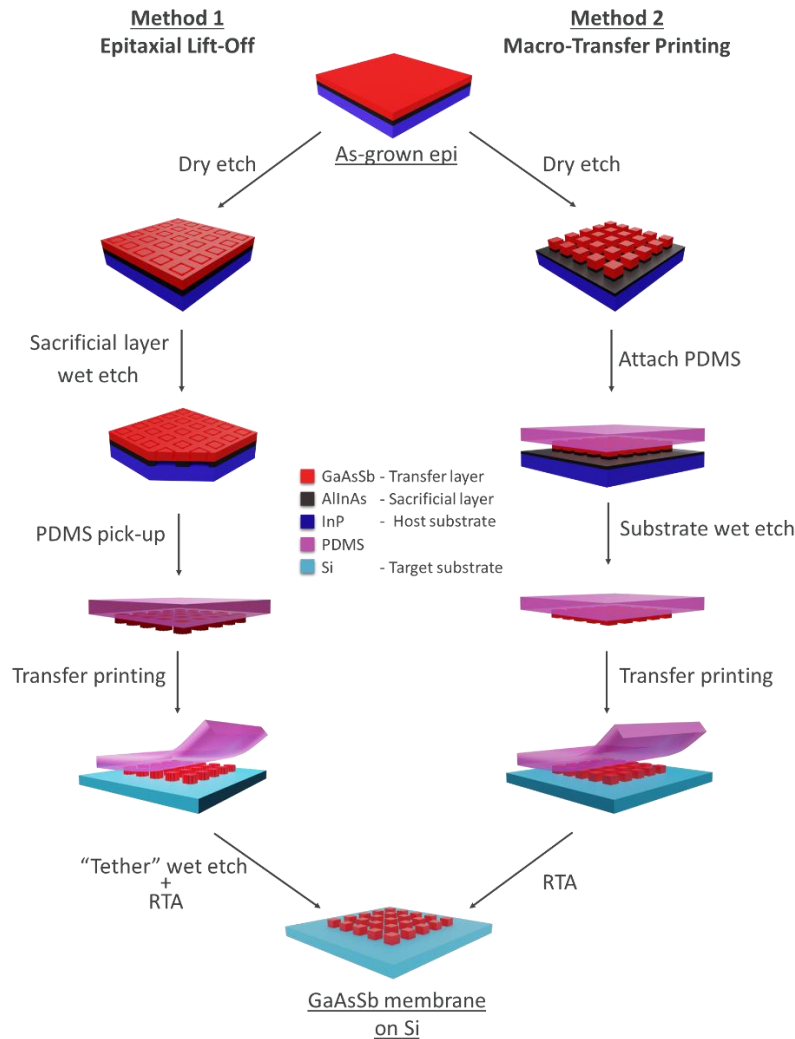 Method 1
Epitaxial Lift-Off
Method 2
Macro-Transfer Printing
As-grown epi
Dry etch
Dry etch
Sacrificial layer
wet etch
Attach PDMS
GaAsSb - Transfer layer
AlInAs - Sacrificial layer
InP - Host substrate
PDMS
Si - Target substrate
PDMS pick-up
Substrate wet etch
Transfer printing
Transfer printing
“Tether” wet etch
+
RTA
RTA
GaAsSb membrane
on Si